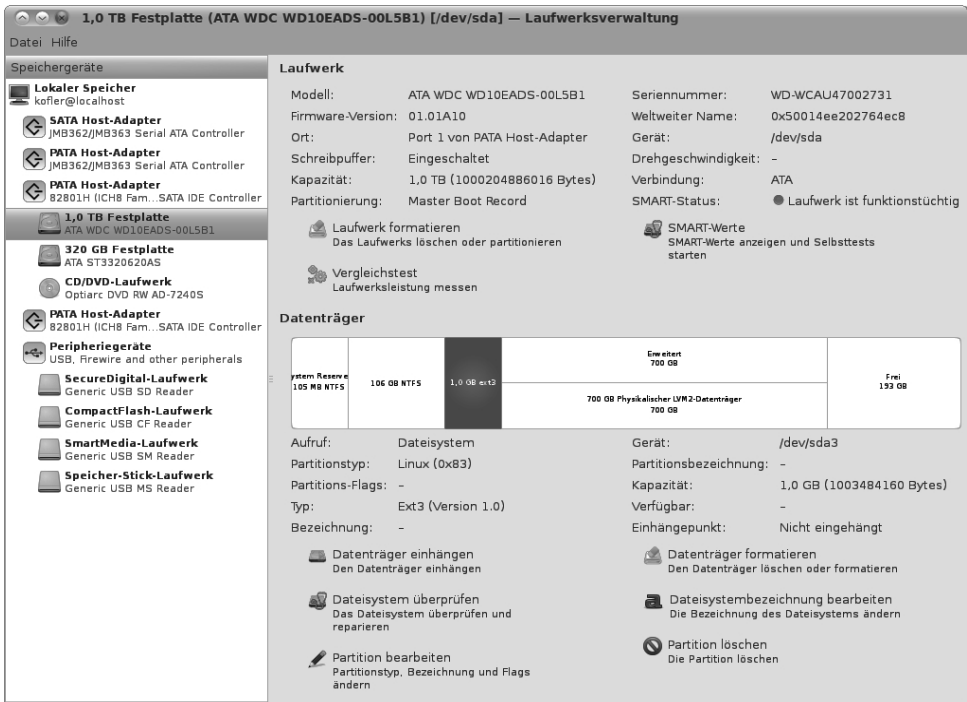 1,0 TB Festplatte (ATA WDC WD10EADS-00L5B1) [/dev/sda] — Laufwerksverwaltung
Datei Hilfe
Speichergeräte
Lokaler Speicher
kofler@localhost
SATA Host-Adapter
JMB362/JMB363 Serial ATA Controller
PATA Host-Adapter
JMB362/JMB363 Serial ATA Controller
PATA Host-Adapter
82801H (ICH8 Fam...SATA IDE Controller
1,0 TB Festplatte
ATA WDC WD10EADS-00L5B1
320 GB Festplatte
ATA ST3320620AS
CD/DVD-Laufwerk
Optiarc DVD RW AD-7240S
PATA Host-Adapter
82801H (ICH8 Fam...SATA IDE Controller
Peripheriegeräte
USB, Firewire and other peripherals
SecureDigital-Laufwerk
Generic USB SD Reader
CompactFlash-Laufwerk
Generic USB CF Reader
SmartMedia-Laufwerk
Generic USB SM Reader
Speicher-Stick-Laufwerk
Generic USB MS Reader
Laufwerk
Modell: ATA WDC WD10EADS-00L5B1 Seriennummer: WD-WCAU47002731
Firmware-Version: 01.01A10 Weltweiter Name: 0x50014ee202764ec8
Ort: Port 1 von PATA Host-Adapter Gerät: /dev/sda
Schreibpuffer: Eingeschaltet Drehgeschwindigkeit: –
Kapazität: 1,0 TB (1000204886016 Bytes) Verbindung: ATA
Partitionierung: Master Boot Record SMART-Status: Laufwerk ist funktionstüchtig
Laufwerk formatieren
Das Laufwerks löschen oder partitionieren
SMART-Werte
SMART-Werte anzeigen und Selbsttests
starten
Vergleichstest
Laufwerksleistung messen
Datenträger
ystem Reserve
105 MB NTFS
106 GB NTFS
1,0 GB ext3
Erweitert
700 GB
700 GB Physikalischer LVM2-Datenträger
700 GB
Frei
193 GB
Aufruf: Dateisystem Gerät: /dev/sda3
Partitionstyp: Linux (0x83) Partitionsbezeichnung: –
Partitions-Flags: – Kapazität: 1,0 GB (1003484160 Bytes)
Typ: Ext3 (Version 1.0) Verfügbar: –
Bezeichnung: – Einhängepunkt: Nicht eingehängt
Datenträger einhängen
Den Datenträger einhängen
Datenträger formatieren
Den Datenträger löschen oder formatieren
Dateisystem überprüfen
Das Dateisystem überprüfen und
reparieren
Dateisystembezeichnung bearbeiten
Die Bezeichnung des Dateisystems ändern
Partition bearbeiten
Partitionstyp, Bezeichnung und Flags
ändern
Partition löschen
Die Partition löschen